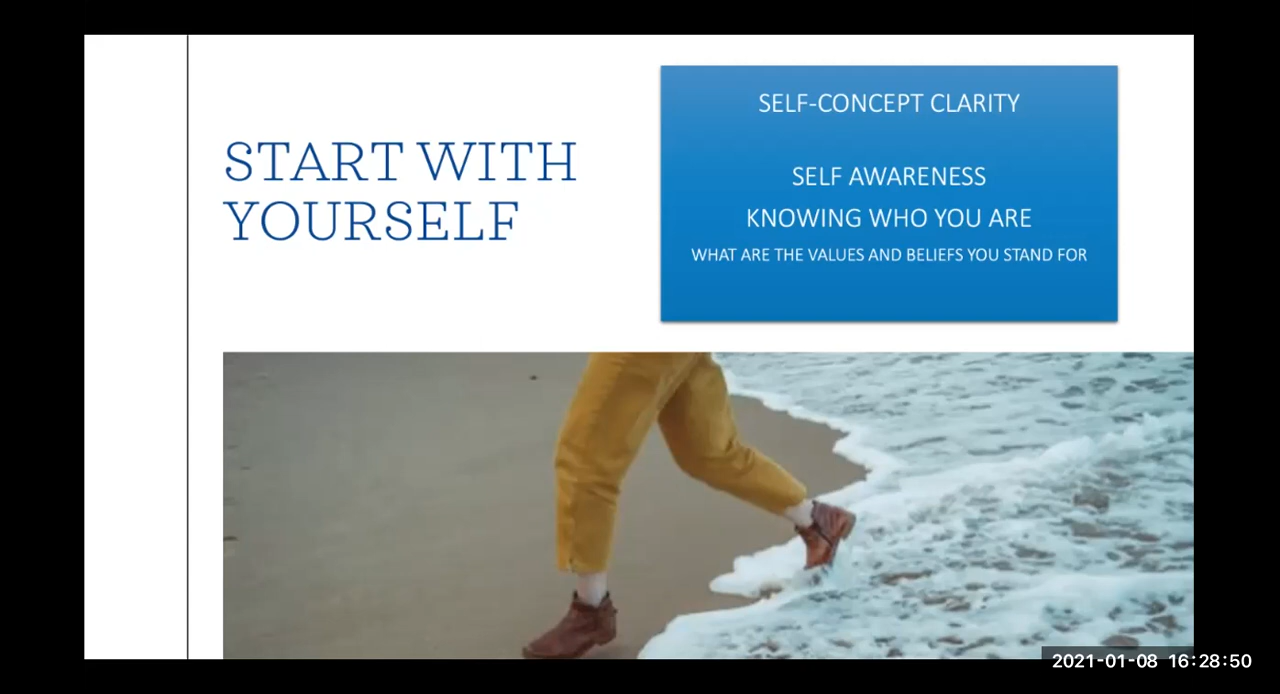 START WITH
YOURSELF
SELF-CONCEPT CLARITY
SELF AWARENESS
KNOWING WHO YOU ARE
WHAT ARE THE VALUES AND BELIEFS YOU STAND FOR
2021-01-08 16:28:50